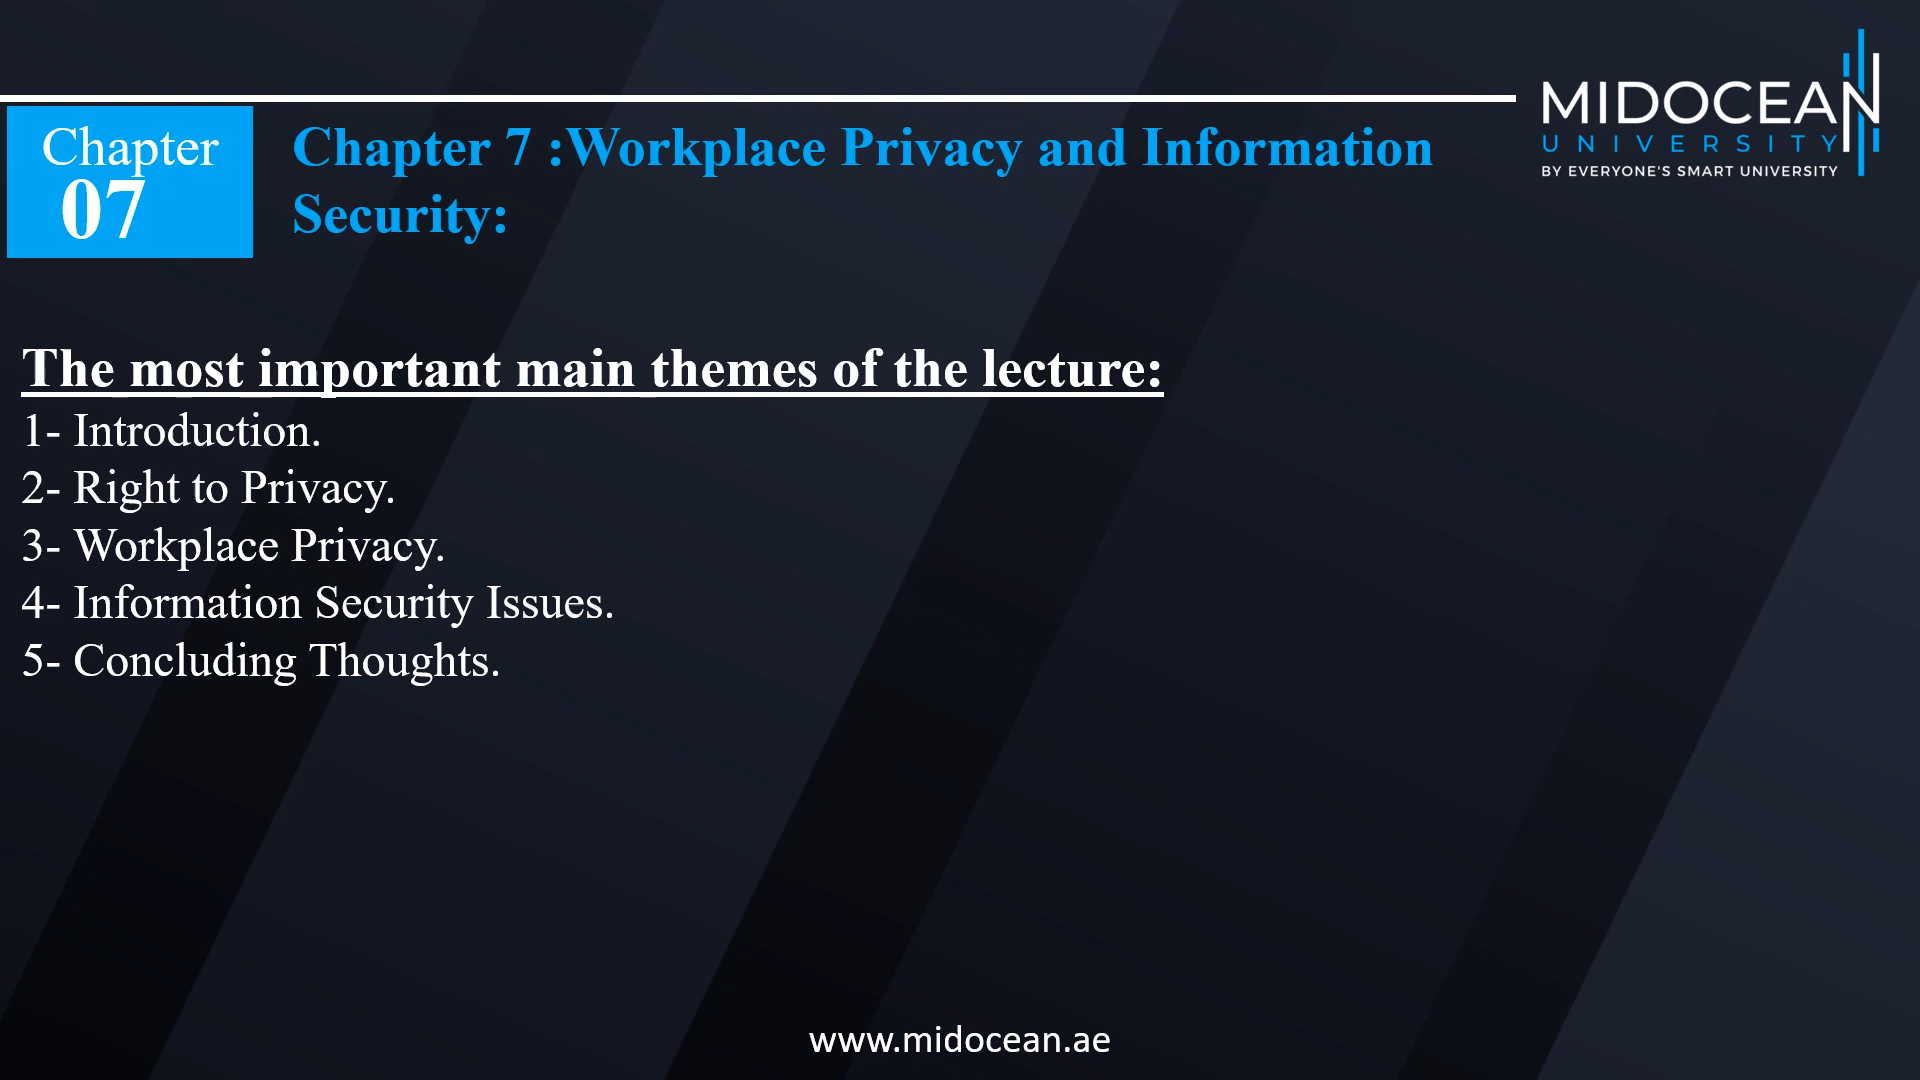 MIDOCEAN
UNIVERSITY
BY EVERYONE'S SMART UNIVERSITY
Chapter
07
Chapter 7 :Workplace Privacy and Information
Security:
The most important main themes of the lecture:
1- Introduction.
2- Right to Privacy.
3- Workplace Privacy.
4- Information Security Issues.
5- Concluding Thoughts.
www.midocean.ae